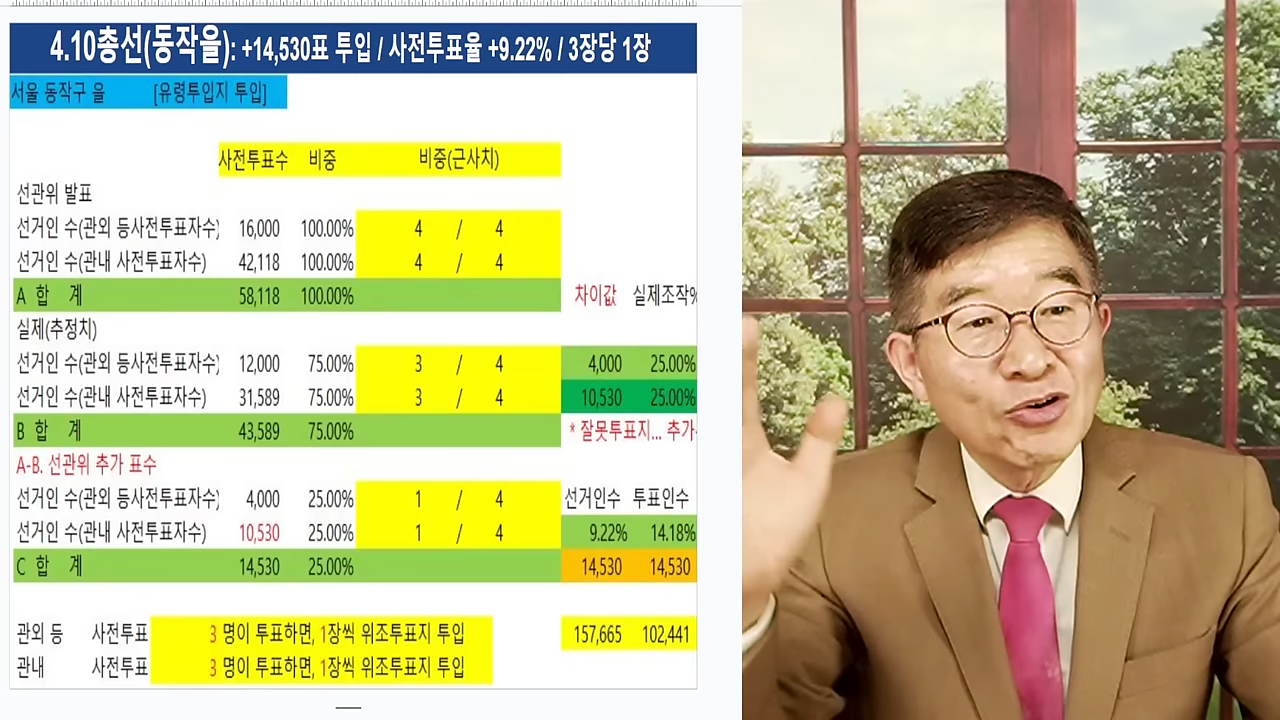 4.10총선(동작을): +14,530표 투입 / 사전투표율 +9.22% / 3장당 1장
서울 동작구 을 [유령투입지 투입]
사전투표수 비중 비중(근사치)
선관위 발표
선거인 수(관외 등사전투표자수) 16,000 100.00% 4 / 4
선거인 수(관내 사전투표자수) 42,118 100.00% 4 / 4
A 합 계 58,118 100.00% 차이값 실제조작%
실제(추정치)
선거인 수(관외 등사전투표자수) 12,000 75.00% 3 / 4 4,000 25.00%
선거인 수(관내 사전투표자수) 31,589 75.00% 3 / 4 10,530 25.00%
B 합 계 43,589 75.00% * 잘못투표지... 추가
A-B. 선관위 추가 표수
선거인 수(관외 등사전투표자수) 4,000 25.00% 1 / 4 선거인수 투표인수
선거인 수(관내 사전투표자수) 10,530 25.00% 1 / 4 9.22% 14.18%
C 합 계 14,530 25.00% 14,530 14,530
관외 등 사전투표 3 명이 투표하면, 1장씩 위조투표지 투입 157,665 102,441
관내 사전투표 3 명이 투표하면, 1장씩 위조투표지 투입